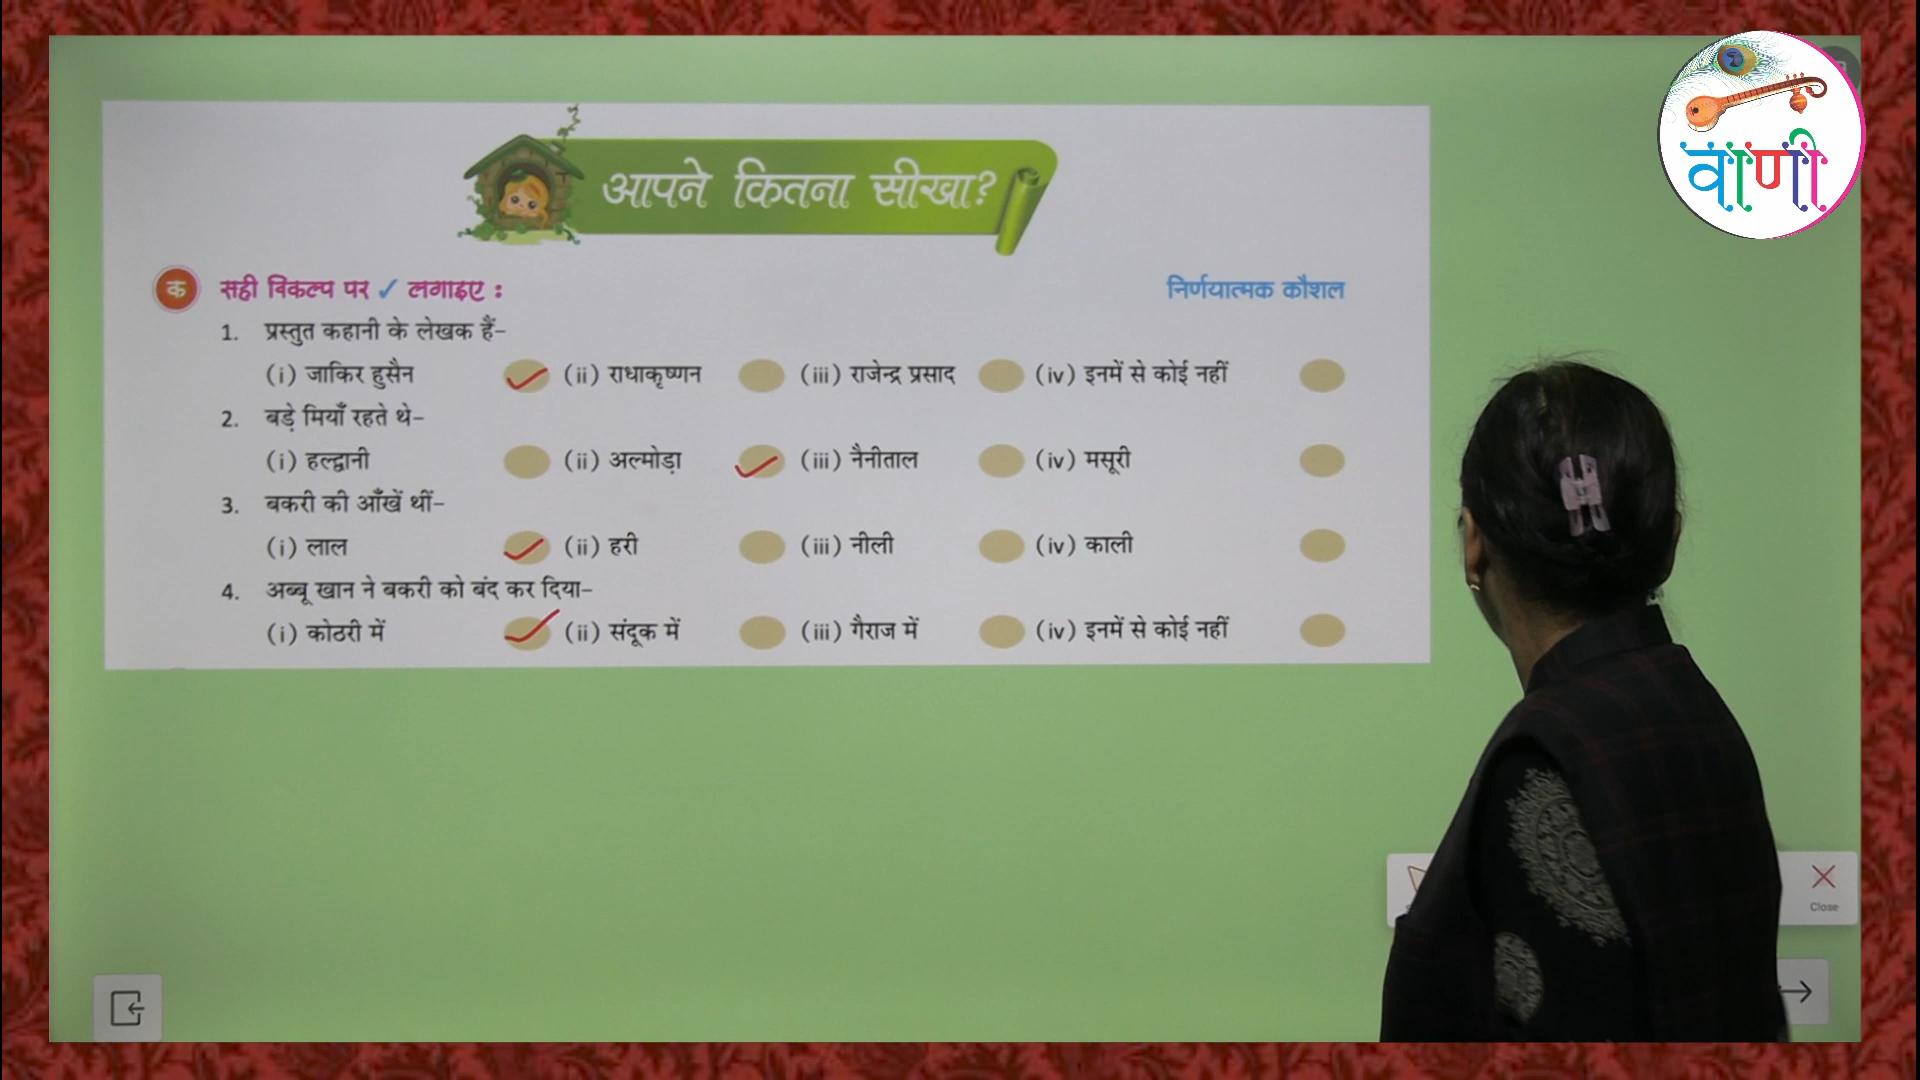 वाणी
आपने कितना सीखा?
क सही विकल्प पर ✓ लगाइए : निर्णयात्मक कौशल
1. प्रस्तुत कहानी के लेखक हैं–
(i) जाकिर हुसैन (ii) राधाकृष्णन (iii) राजेन्द्र प्रसाद (iv) इनमें से कोई नहीं
2. बड़े मियाँ रहते थे–
(i) हल्द्वानी (ii) अल्मोड़ा (iii) नैनीताल (iv) मसूरी
3. बकरी की आँखें थीं–
(i) लाल (ii) हरी (iii) नीली (iv) काली
4. अब्बू खान ने बकरी को बंद कर दिया–
(i) कोठरी में (ii) संदूक में (iii) गैराज में (iv) इनमें से कोई नहीं
Close